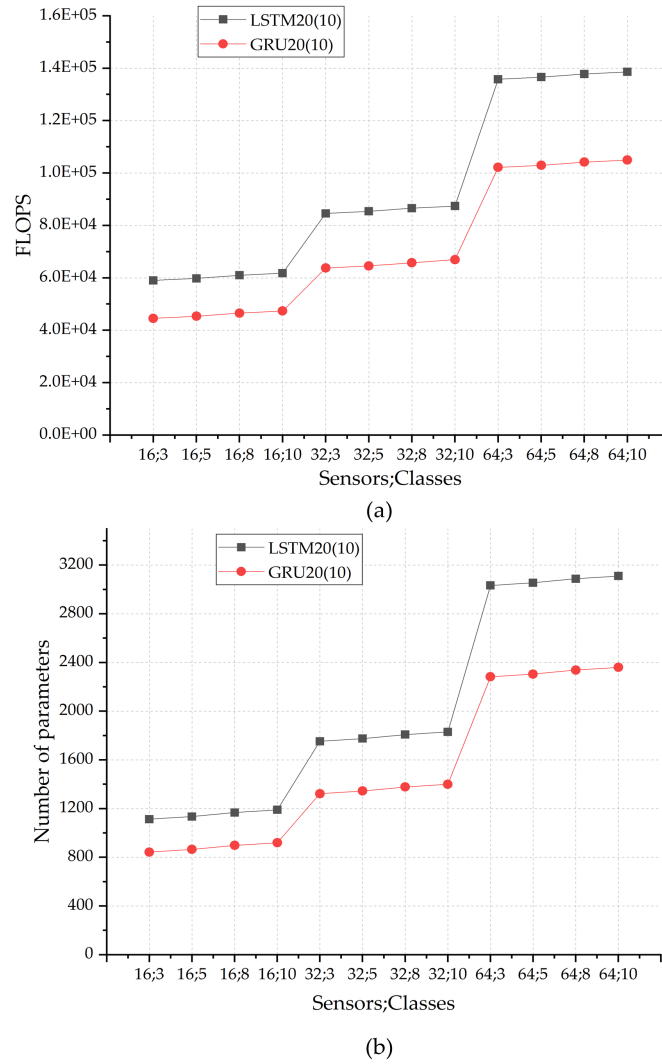 1.6E+05
1.4E+05
1.2E+05
1.0E+05
8.0E+04
6.0E+04
4.0E+04
2.0E+04
0.0E+00
FLOPS
LSTM20(10)
GRU20(10)
16;3 16;5 16;8 16;10 32;3 32;5 32;8 32;10 64;3 64;5 64;8 64;10
Sensors;Classes
(a)
3200
2800
2400
2000
1600
1200
800
400
0
Number of parameters
LSTM20(10)
GRU20(10)
16;3 16;5 16;8 16;10 32;3 32;5 32;8 32;10 64;3 64;5 64;8 64;10
Sensors;Classes
(b)